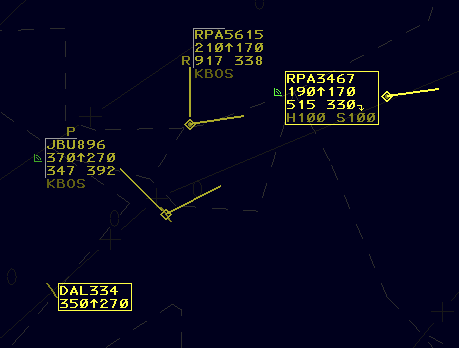 RPA5615
210↑170
R 917 338
KBOS
RPA3467
190↑170
515 330
H100 S100
P
JBU896
370↑270
347 392
KBOS
DAL334
350↑270